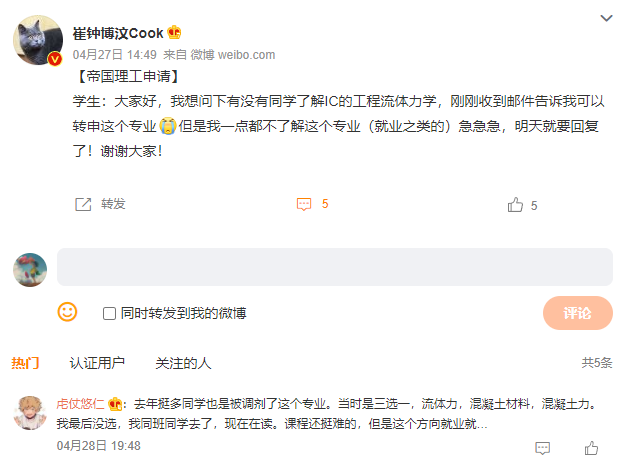 崔钟博汶Cook
04月27日 14:49 来自 微博 weibo.com
【帝国理工申请】
学生：大家好，我想问下有没有同学了解IC的工程流体力学，刚刚收到邮件告诉我可以
转申这个专业😭但是我一点都不了解这个专业（就业之类的）急急急，明天就要回复
了！谢谢大家！
转发 5 5
同时转发到我的微博 评论
热门 认证用户 关注的人 共5条
虍仗悠仁：去年挺多同学也是被调剂了这个专业。当时是三选一，流体力，混凝土材料，混凝土力。
我最后没选，我同班同学去了，现在在读。课程还挺难的，但是这个方向就业就...
04月28日 19:48